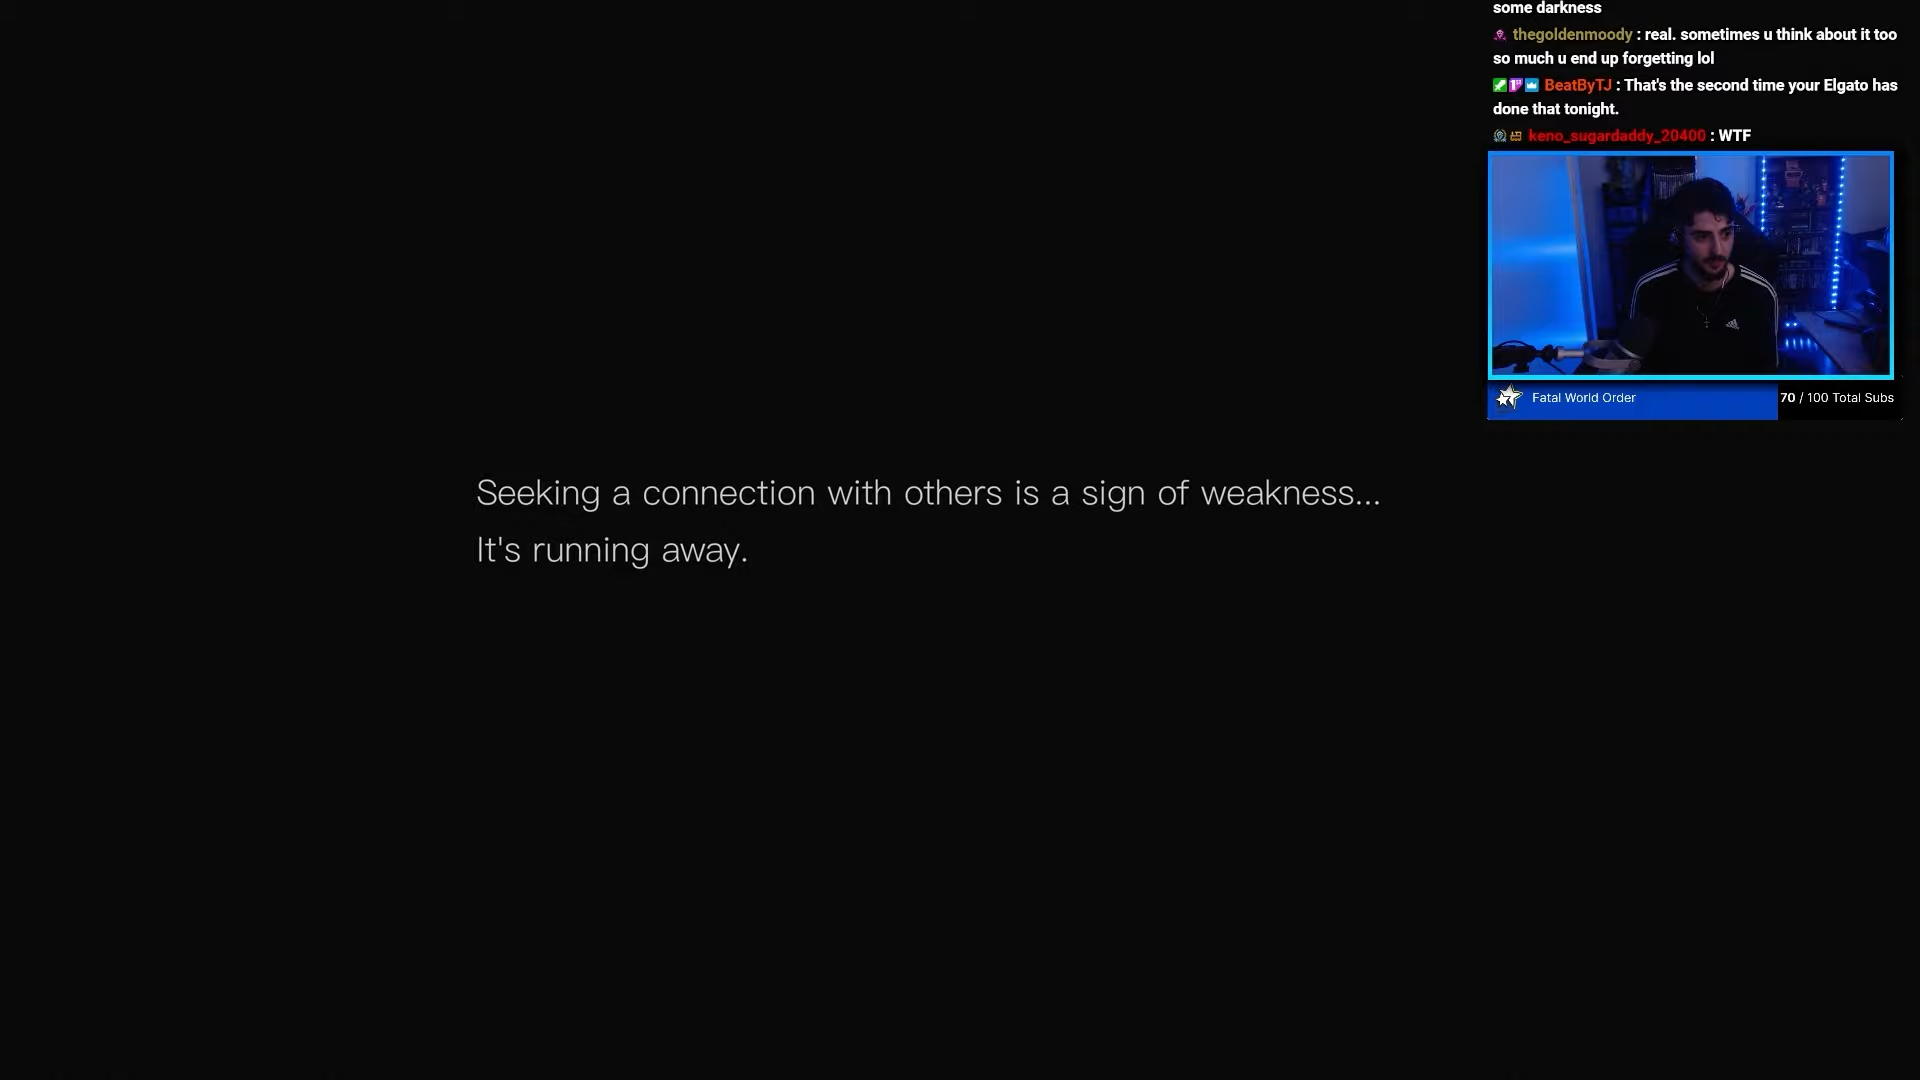 some darkness
thegoldenmoody : real. sometimes u think about it too
so much u end up forgetting lol
BeatByTJ : That's the second time your Elgato has
done that tonight.
keno_sugardaddy_20400 : WTF
Fatal World Order
70 / 100 Total Subs
Seeking a connection with others is a sign of weakness...
It's running away.